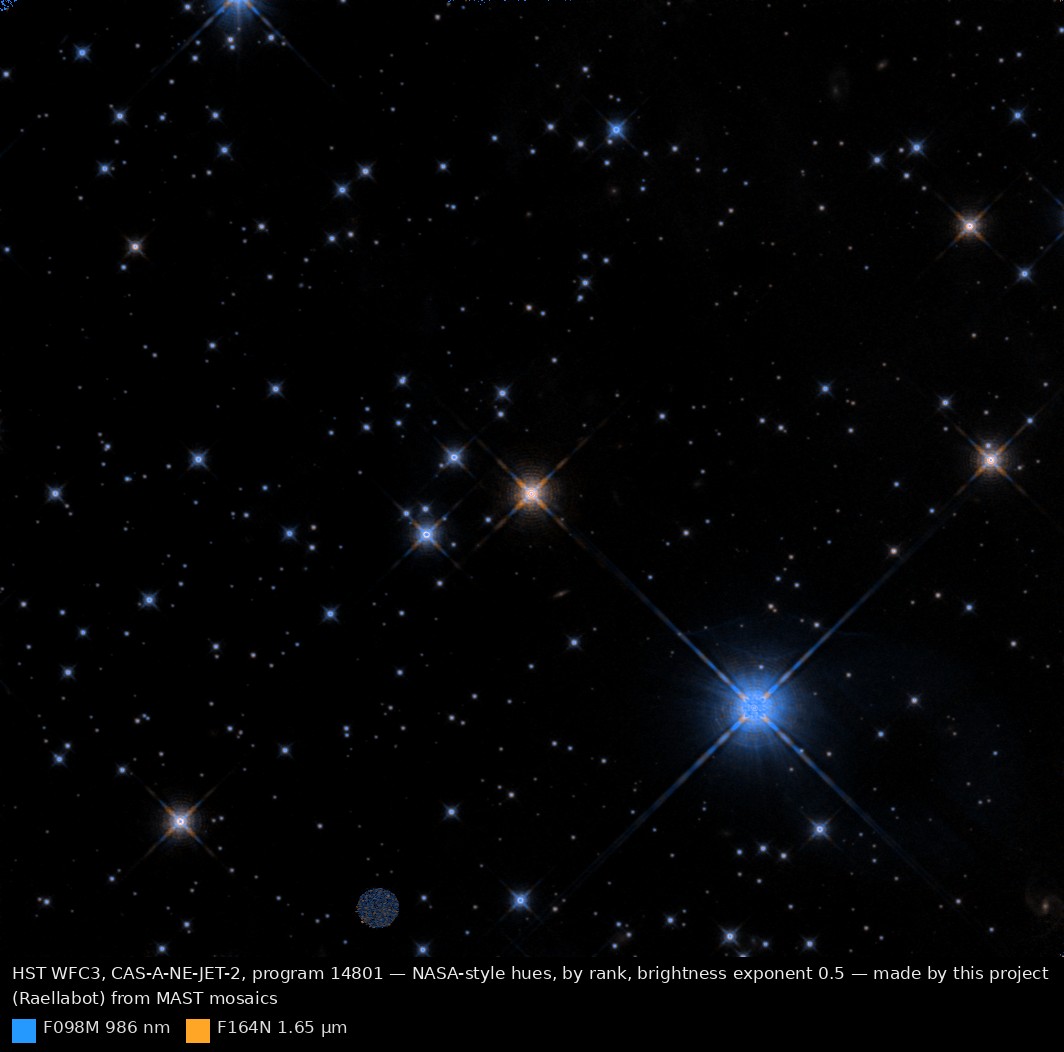 HST WFC3, CAS-A-NE-JET-2, program 14801 — NASA-style hues, by rank, brightness exponent 0.5 — made by this project
(Raellabot) from MAST mosaics
F098M 986 nm F164N 1.65 µm